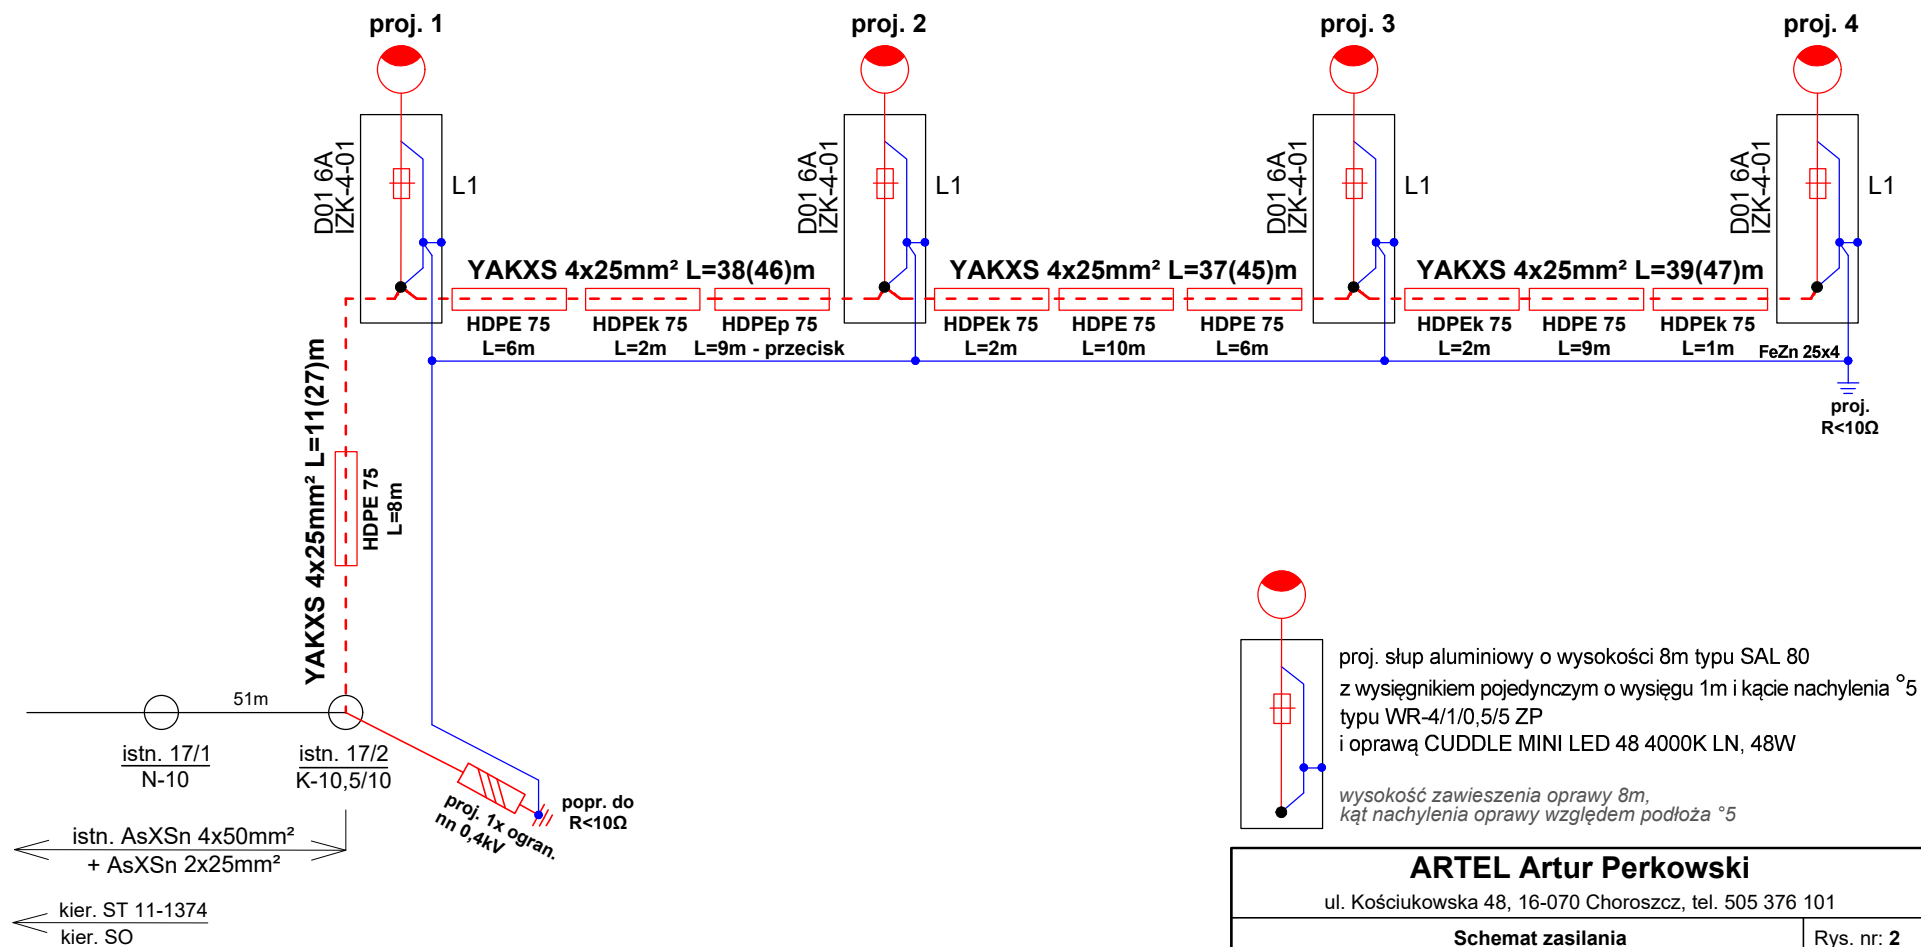 proj. 1
proj. 2
proj. 3
proj. 4
D01 6A
IZK-4-01
L1
D01 6A
IZK-4-01
L1
D01 6A
IZK-4-01
L1
D01 6A
IZK-4-01
L1
YAKXS 4x25mm² L=38(46)m
YAKXS 4x25mm² L=37(45)m
YAKXS 4x25mm² L=39(47)m
HDPE 75
L=6m
HDPEk 75
L=2m
HDPEp 75
L=9m - przecisk
HDPEk 75
L=2m
HDPE 75
L=10m
HDPE 75
L=6m
HDPEk 75
L=2m
HDPE 75
L=9m
HDPEk 75
L=1m
FeZn 25x4
proj.
R<10Ω
YAKXS 4x25mm² L=11(27)m
HDPE 75
L=8m
51m
istn. 17/1
N-10
istn. 17/2
K-10,5/10
proj. 1x ogran.
nn 0,4kV
popr. do
R<10Ω
istn. AsXSn 4x50mm²
+ AsXSn 2x25mm²
kier. ST 11-1374
kier. SO
proj. słup aluminiowy o wysokości 8m typu SAL 80
z wysięgnikiem pojedynczym o wysięgu 1m i kącie nachylenia °5
typu WR-4/1/0,5/5 ZP
i oprawą CUDDLE MINI LED 48 4000K LN, 48W
wysokość zawieszenia oprawy 8m,
kąt nachylenia oprawy względem podłoża °5
ARTEL Artur Perkowski
ul. Kościukowska 48, 16-070 Choroszcz, tel. 505 376 101
Schemat zasilania
Rys. nr: 2